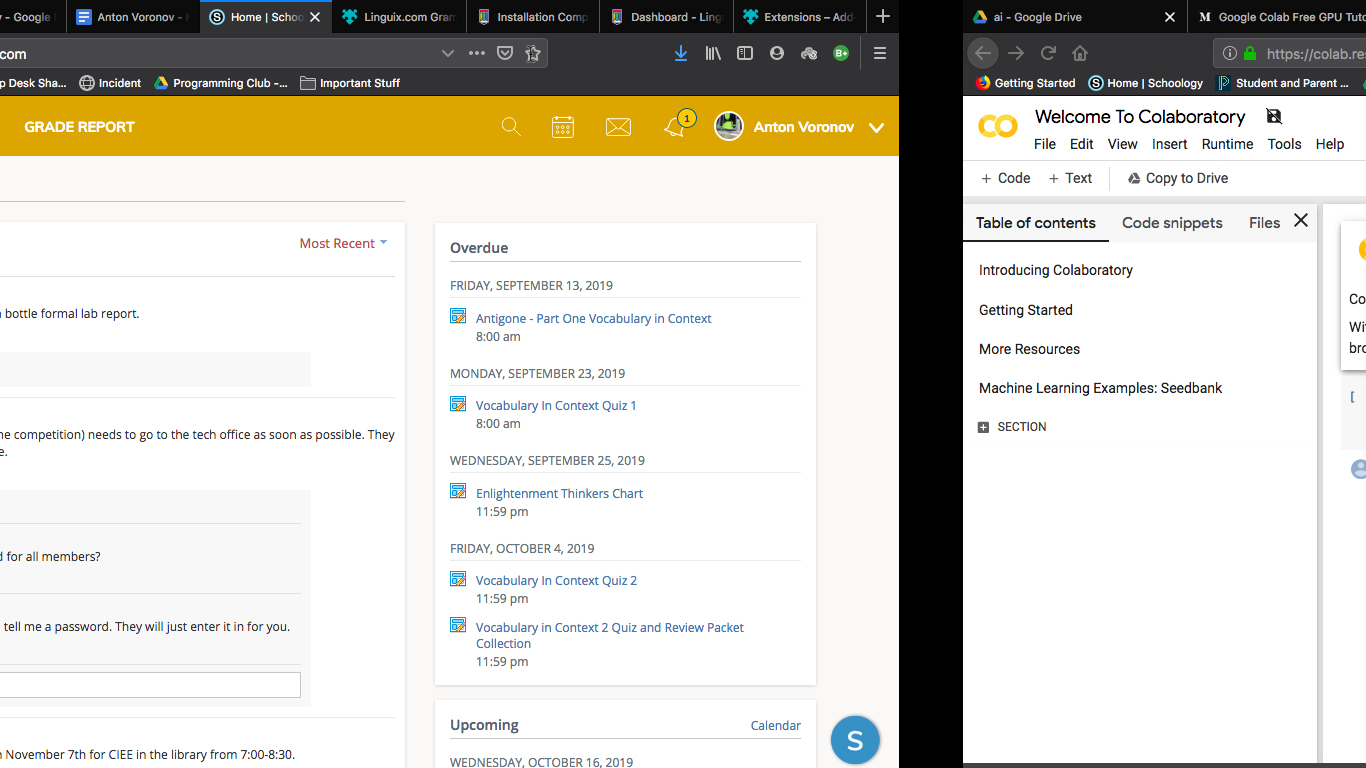 - Google
Anton Voronov -
Home | Schoo
Linguix.com Gram
Installation Comp
Dashboard - Ling
Extensions – Add
com
B+
p Desk Sha...
Incident
Programming Club -...
Important Stuff
GRADE REPORT
1
Anton Voronov
Most Recent
bottle formal lab report.
he competition) needs to go to the tech office as soon as possible. They
e.
d for all members?
tell me a password. They will just enter it in for you.
November 7th for CIEE in the library from 7:00-8:30.
Overdue
FRIDAY, SEPTEMBER 13, 2019
Antigone - Part One Vocabulary in Context
8:00 am
MONDAY, SEPTEMBER 23, 2019
Vocabulary In Context Quiz 1
8:00 am
WEDNESDAY, SEPTEMBER 25, 2019
Enlightenment Thinkers Chart
11:59 pm
FRIDAY, OCTOBER 4, 2019
Vocabulary In Context Quiz 2
11:59 pm
Vocabulary in Context 2 Quiz and Review Packet
Collection
11:59 pm
Upcoming
Calendar
WEDNESDAY, OCTOBER 16, 2019
S
ai - Google Drive
Google Colab Free GPU Tuto
https://colab.res
Getting Started
Home | Schoology
Student and Parent ...
CO
Welcome To Colaboratory
File Edit View Insert Runtime Tools Help
+ Code + Text Copy to Drive
Table of contents Code snippets Files
Introducing Colaboratory
Getting Started
More Resources
Machine Learning Examples: Seedbank
SECTION
Co
Wit
bro
[